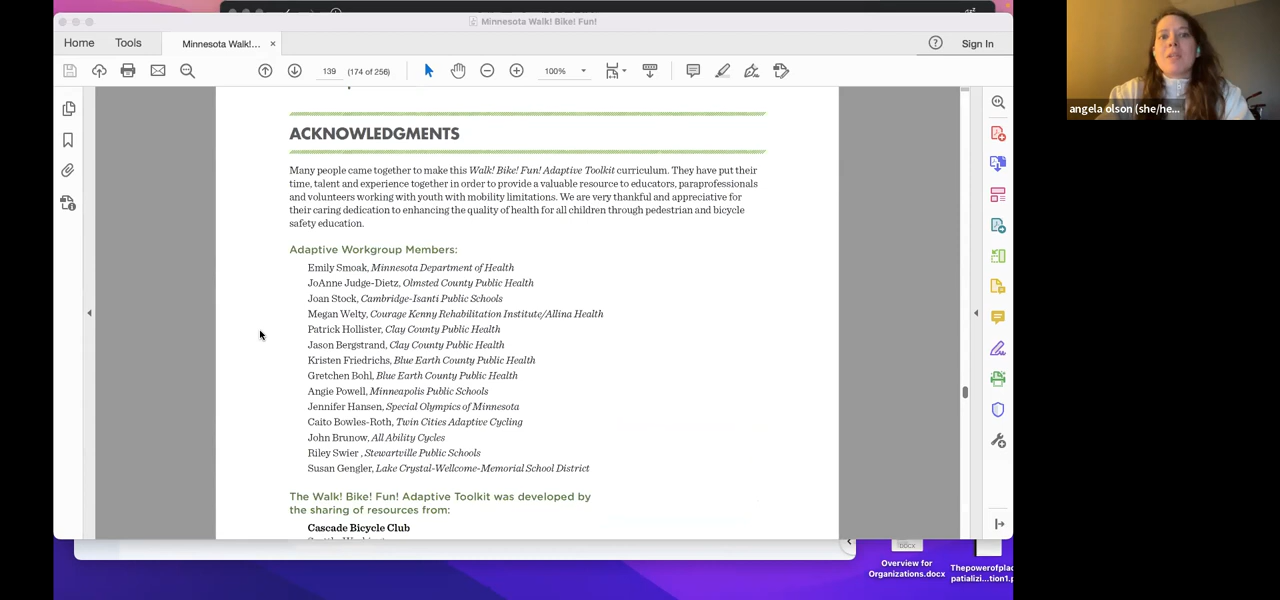 Minnesota Walk! Bike! Fun!
Home
Tools
Minnesota Walk!...
Sign In
139
(174 of 256)
100%
angela olson (she/he...
ACKNOWLEDGMENTS
Many people came together to make this Walk! Bike! Fun! Adaptive Toolkit curriculum. They have put their
time, talent and experience together in order to provide a valuable resource to educators, paraprofessionals
and volunteers working with youth with mobility limitations. We are very thankful and appreciative for
their caring dedication to enhancing the quality of health for all children through pedestrian and bicycle
safety education.
Adaptive Workgroup Members:
Emily Smoak, Minnesota Department of Health
JoAnne Judge-Dietz, Olmsted County Public Health
Joan Stock, Cambridge-Isanti Public Schools
Megan Welty, Courage Kenny Rehabilitation Institute/Allina Health
Patrick Hollister, Clay County Public Health
Jason Bergstrand, Clay County Public Health
Kristen Friedrichs, Blue Earth County Public Health
Gretchen Bohl, Blue Earth County Public Health
Angie Powell, Minneapolis Public Schools
Jennifer Hansen, Special Olympics of Minnesota
Caito Bowles-Roth, Twin Cities Adaptive Cycling
John Brunow, All Ability Cycles
Riley Swier , Stewartville Public Schools
Susan Gengler, Lake Crystal-Wellcome-Memorial School District
The Walk! Bike! Fun! Adaptive Toolkit was developed by
the sharing of resources from:
Cascade Bicycle Club
DOCX
Overview for
Organizations.docx
Thepowerofplac
patializi...tion1.p